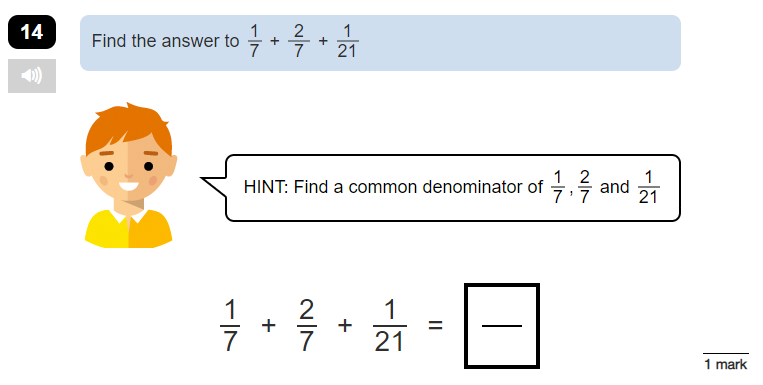 14
Find the answer to 1/7 + 2/7 + 1/21
HINT: Find a common denominator of 1/7 , 2/7 and 1/21
1/7 + 2/7 + 1/21 =
1 mark